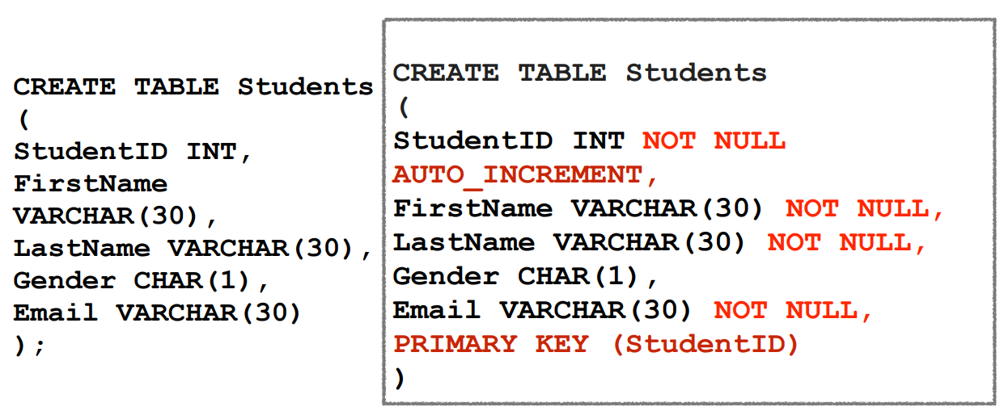 CREATE TABLE Students
(
StudentID INT,
FirstName
VARCHAR(30),
LastName VARCHAR(30),
Gender CHAR(1),
Email VARCHAR(30)
);
CREATE TABLE Students
(
StudentID INT NOT NULL
AUTO_INCREMENT,
FirstName VARCHAR(30) NOT NULL,
LastName VARCHAR(30) NOT NULL,
Gender CHAR(1),
Email VARCHAR(30) NOT NULL,
PRIMARY KEY (StudentID)
)